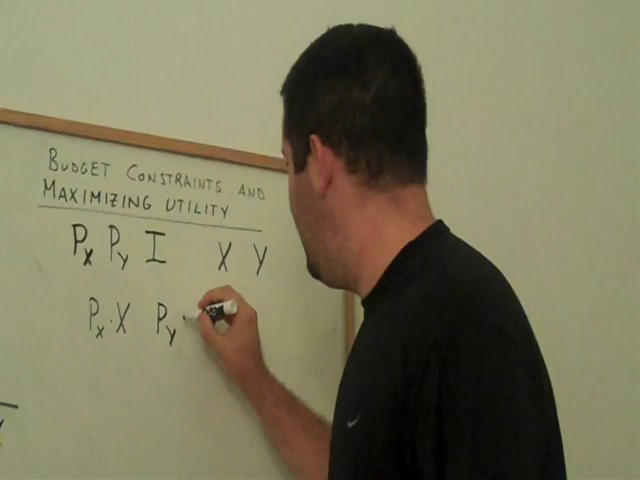 BUDGET CONSTRAINTS AND
MAXIMIZING UTILITY
Px Py I X Y
Px · X Py ·